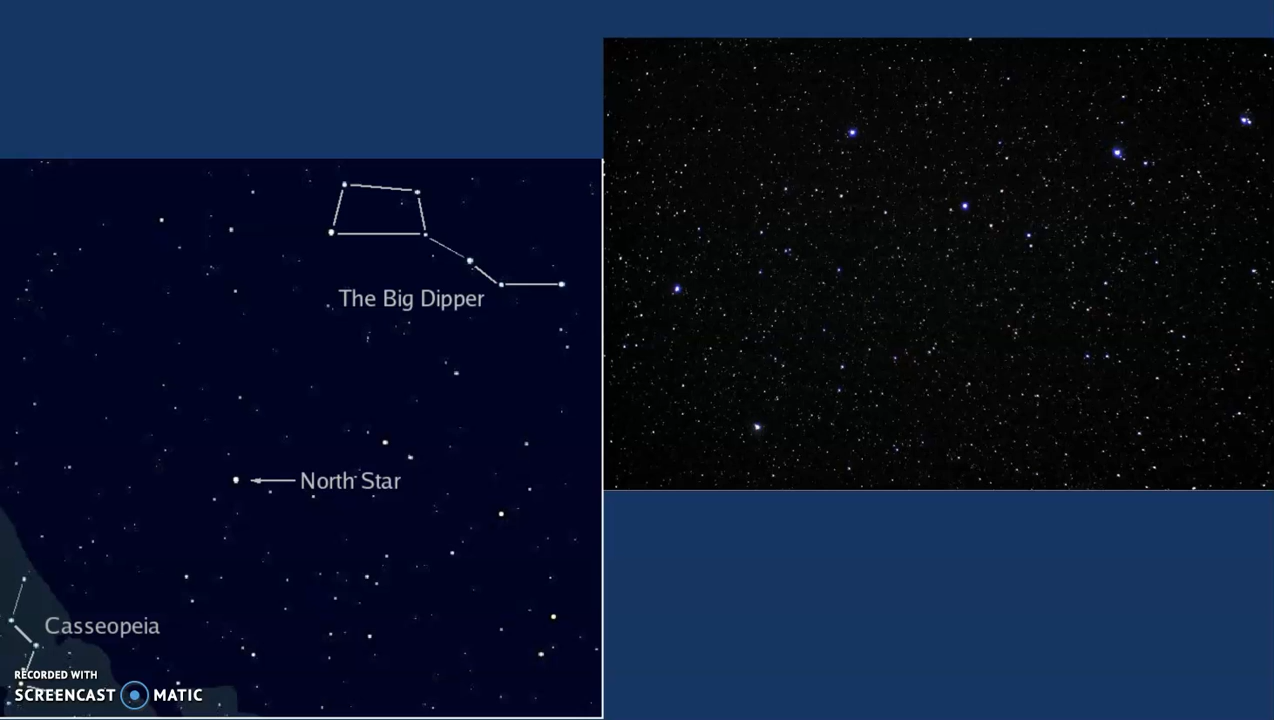 The Big Dipper
North Star
Casseopeia
RECORDED WITH
SCREENCAST MATIC